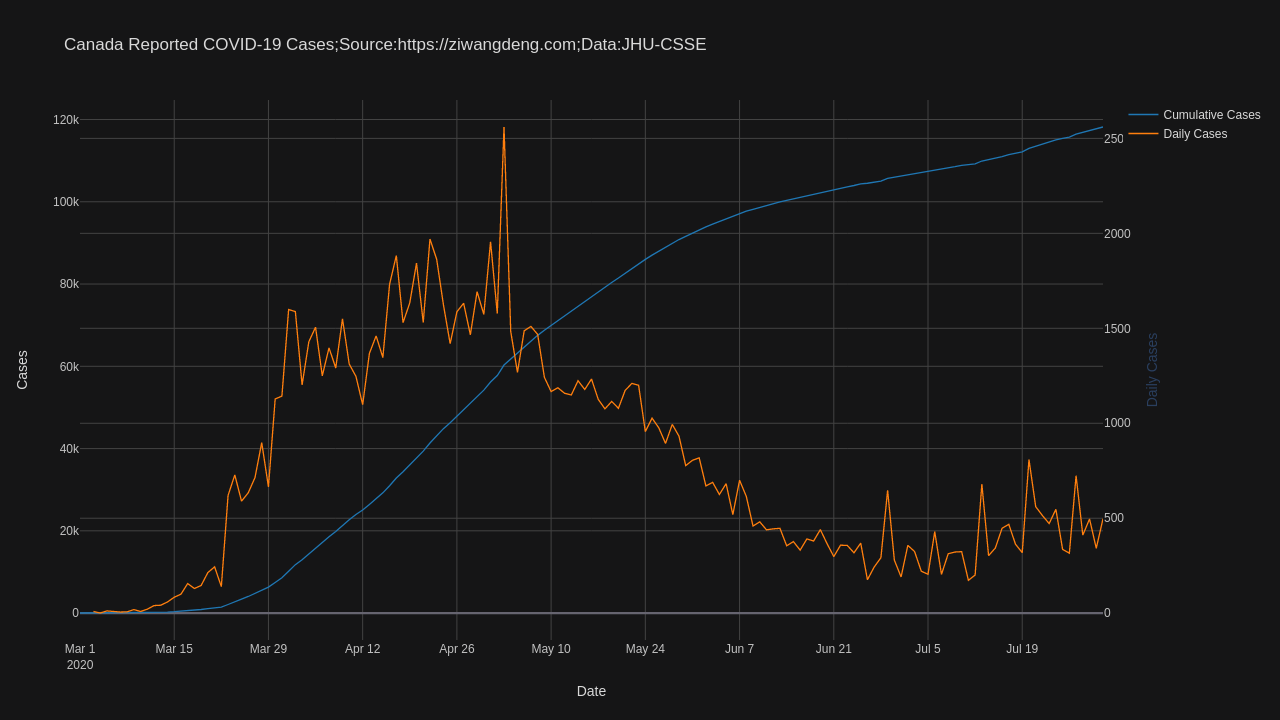 Canada Reported COVID-19 Cases;Source:https://ziwangdeng.com;Data:JHU-CSSE
Cumulative Cases
Daily Cases
120k
100k
80k
60k
40k
20k
0
Cases
250
2000
1500
1000
500
0
Daily Cases
Mar 1
2020
Mar 15
Mar 29
Apr 12
Apr 26
May 10
May 24
Jun 7
Jun 21
Jul 5
Jul 19
Date